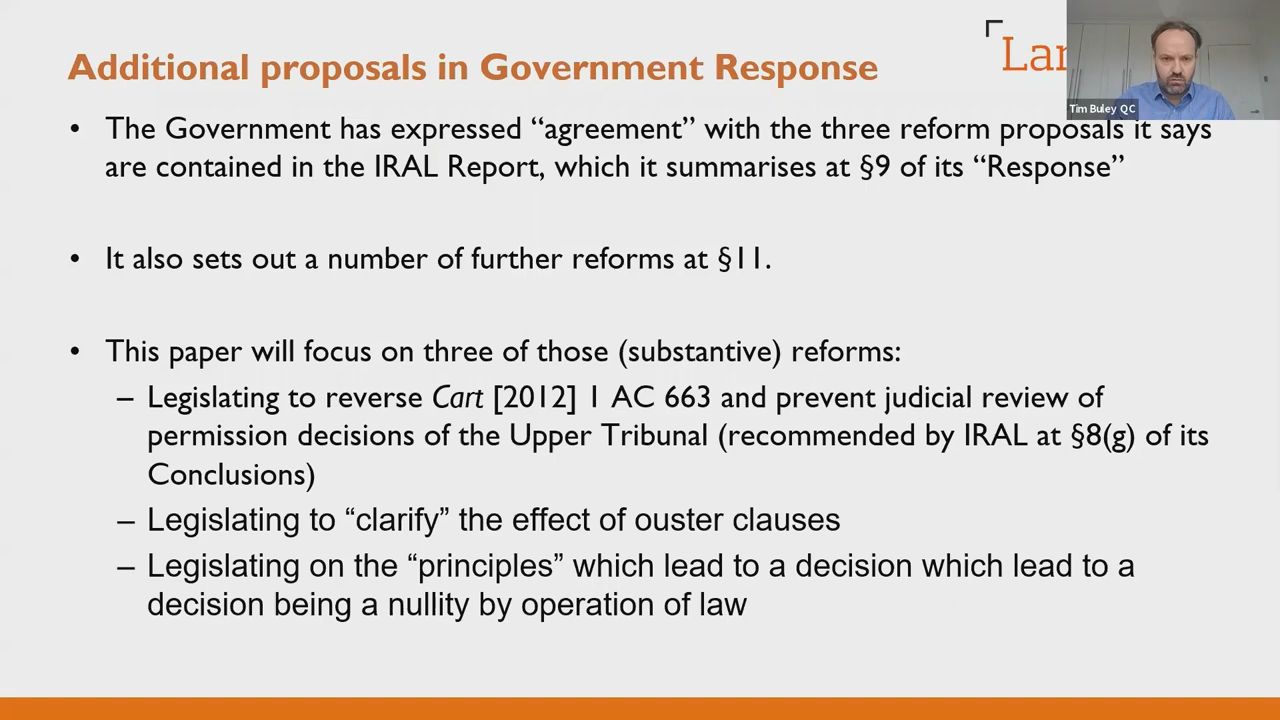 Additional proposals in Government Response
Lan
Tim Buley QC
• The Government has expressed “agreement” with the three reform proposals it says
are contained in the IRAL Report, which it summarises at §9 of its “Response”
• It also sets out a number of further reforms at §11.
• This paper will focus on three of those (substantive) reforms:
– Legislating to reverse Cart [2012] 1 AC 663 and prevent judicial review of
permission decisions of the Upper Tribunal (recommended by IRAL at §8(g) of its
Conclusions)
– Legislating to “clarify” the effect of ouster clauses
– Legislating on the “principles” which lead to a decision which lead to a
decision being a nullity by operation of law